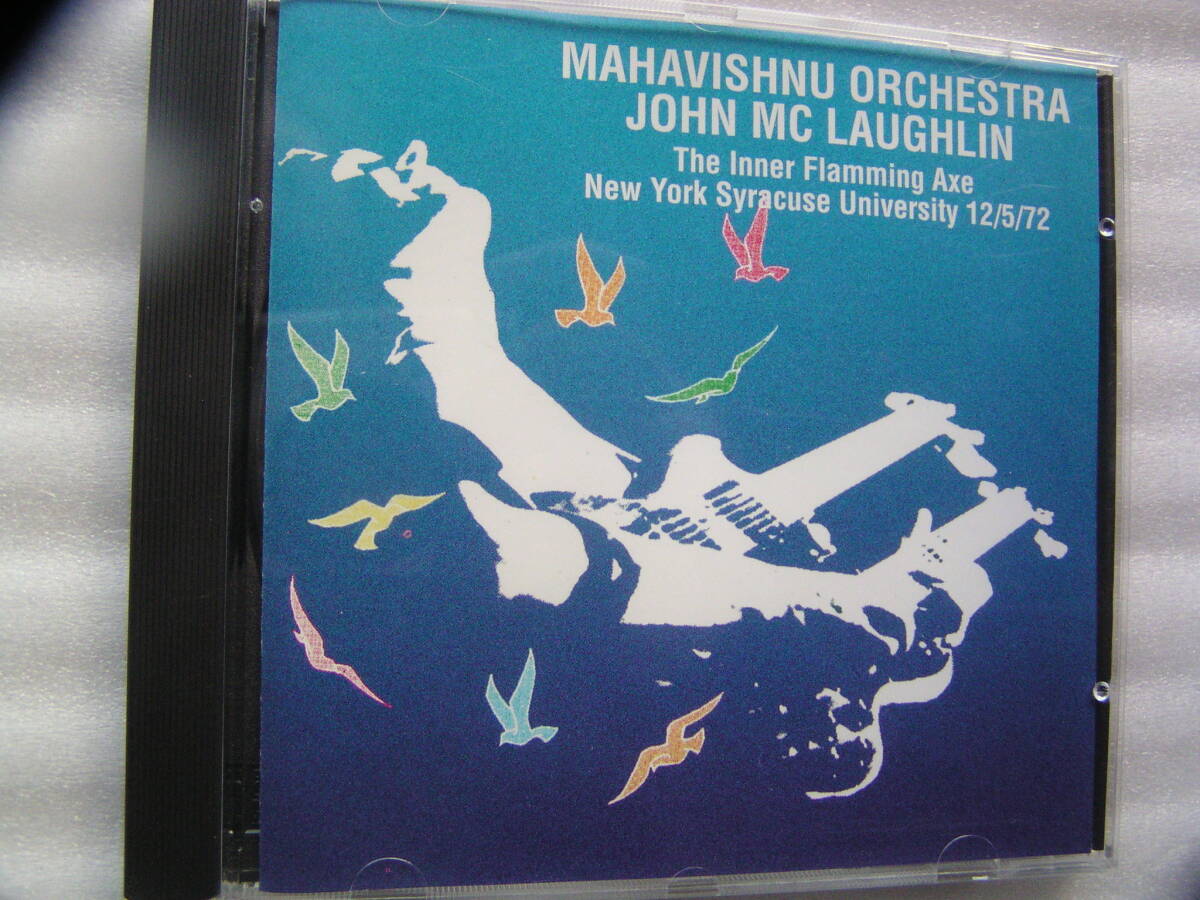 MAHAVISHNU ORCHESTRA
JOHN MC LAUGHLIN
The Inner Flamming Axe
New York Syracuse University 12/5/72